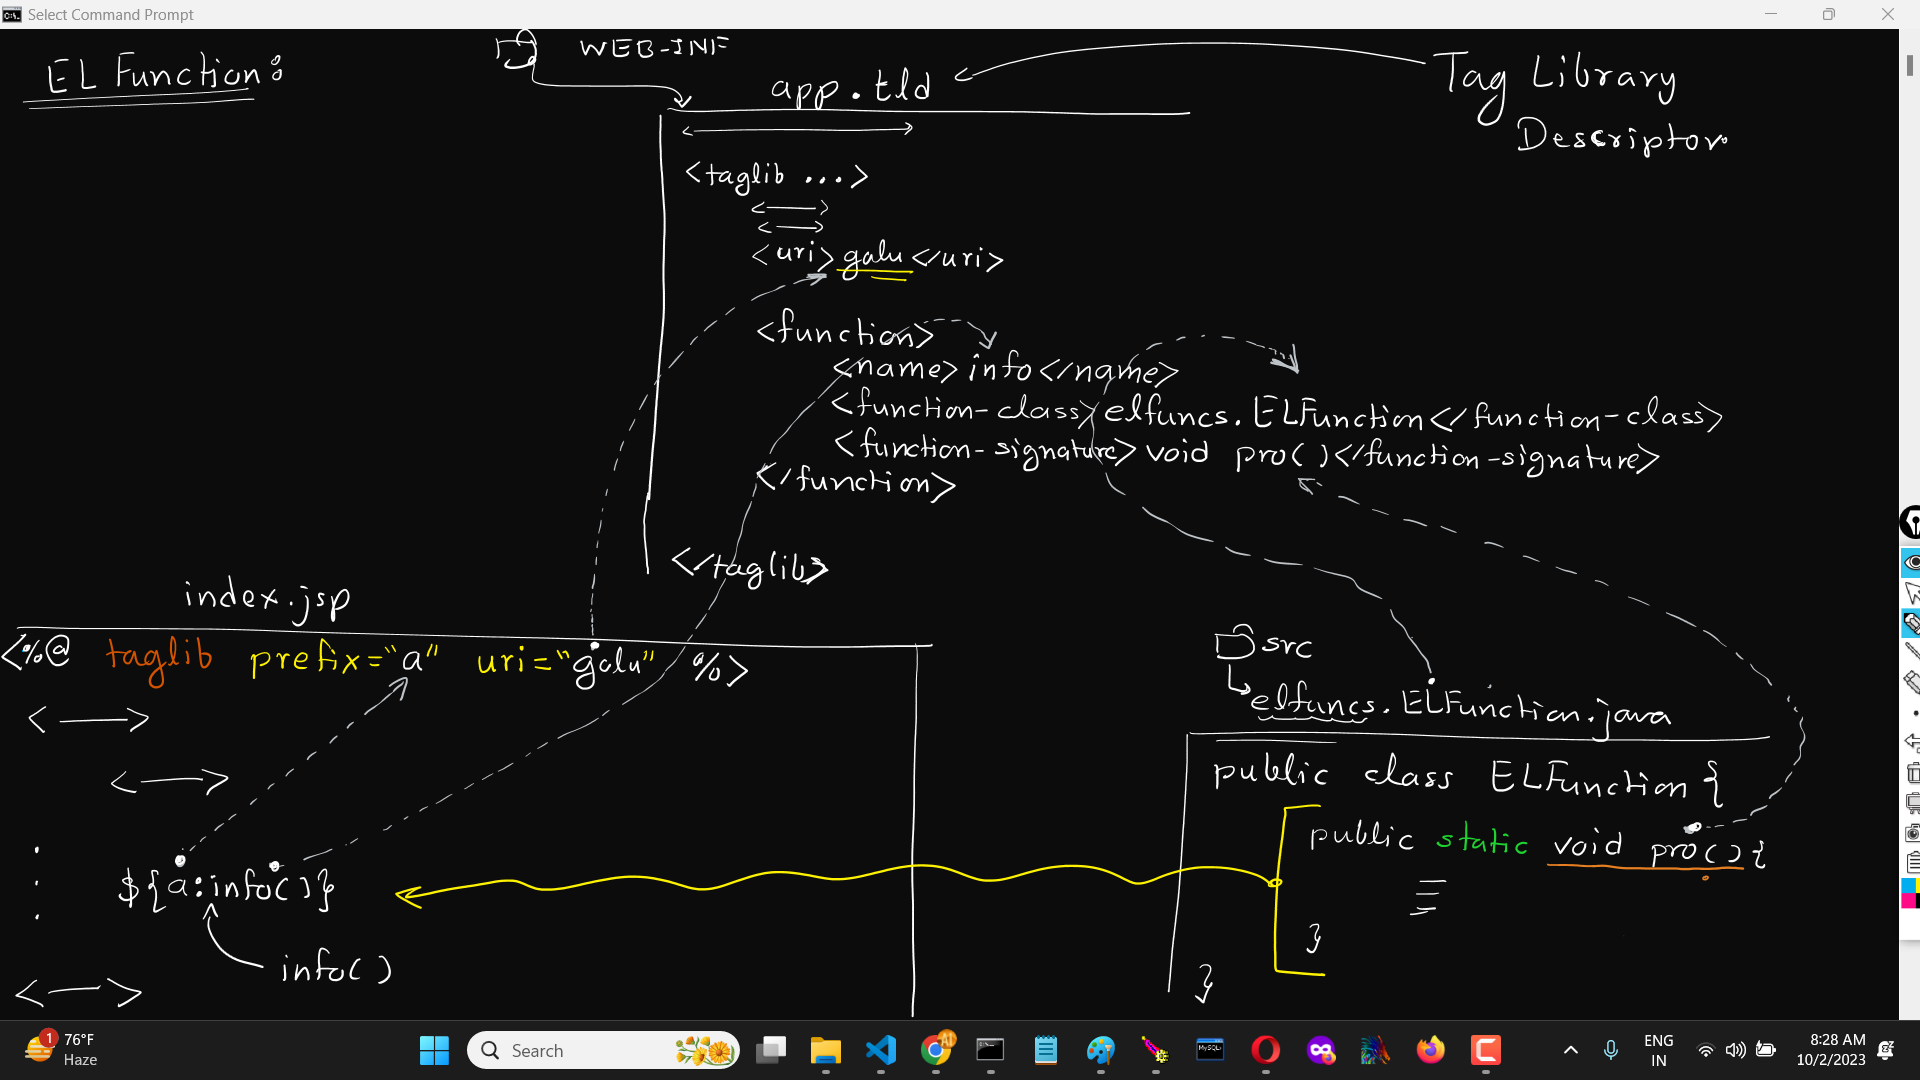 Select Command Prompt
EL Function:
WEB-INF
app.tld
Tag Library
Descriptor
<taglib ...>
<uri>galu</uri>
<function>
<name>info</name>
<function-class>elfuncs.ELFunction</function-class>
<function-signature>void pro()</function-signature>
</function>
</taglib>
index.jsp
<%@ taglib prefix="a" uri="galu" %>
${a:info()}
info()
src
elfuncs.ELFunction.java
public class ELFunction {
public static void pro(){
}
}
1
76°F
Haze
Search
ENG
IN
8:28 AM
10/2/2023